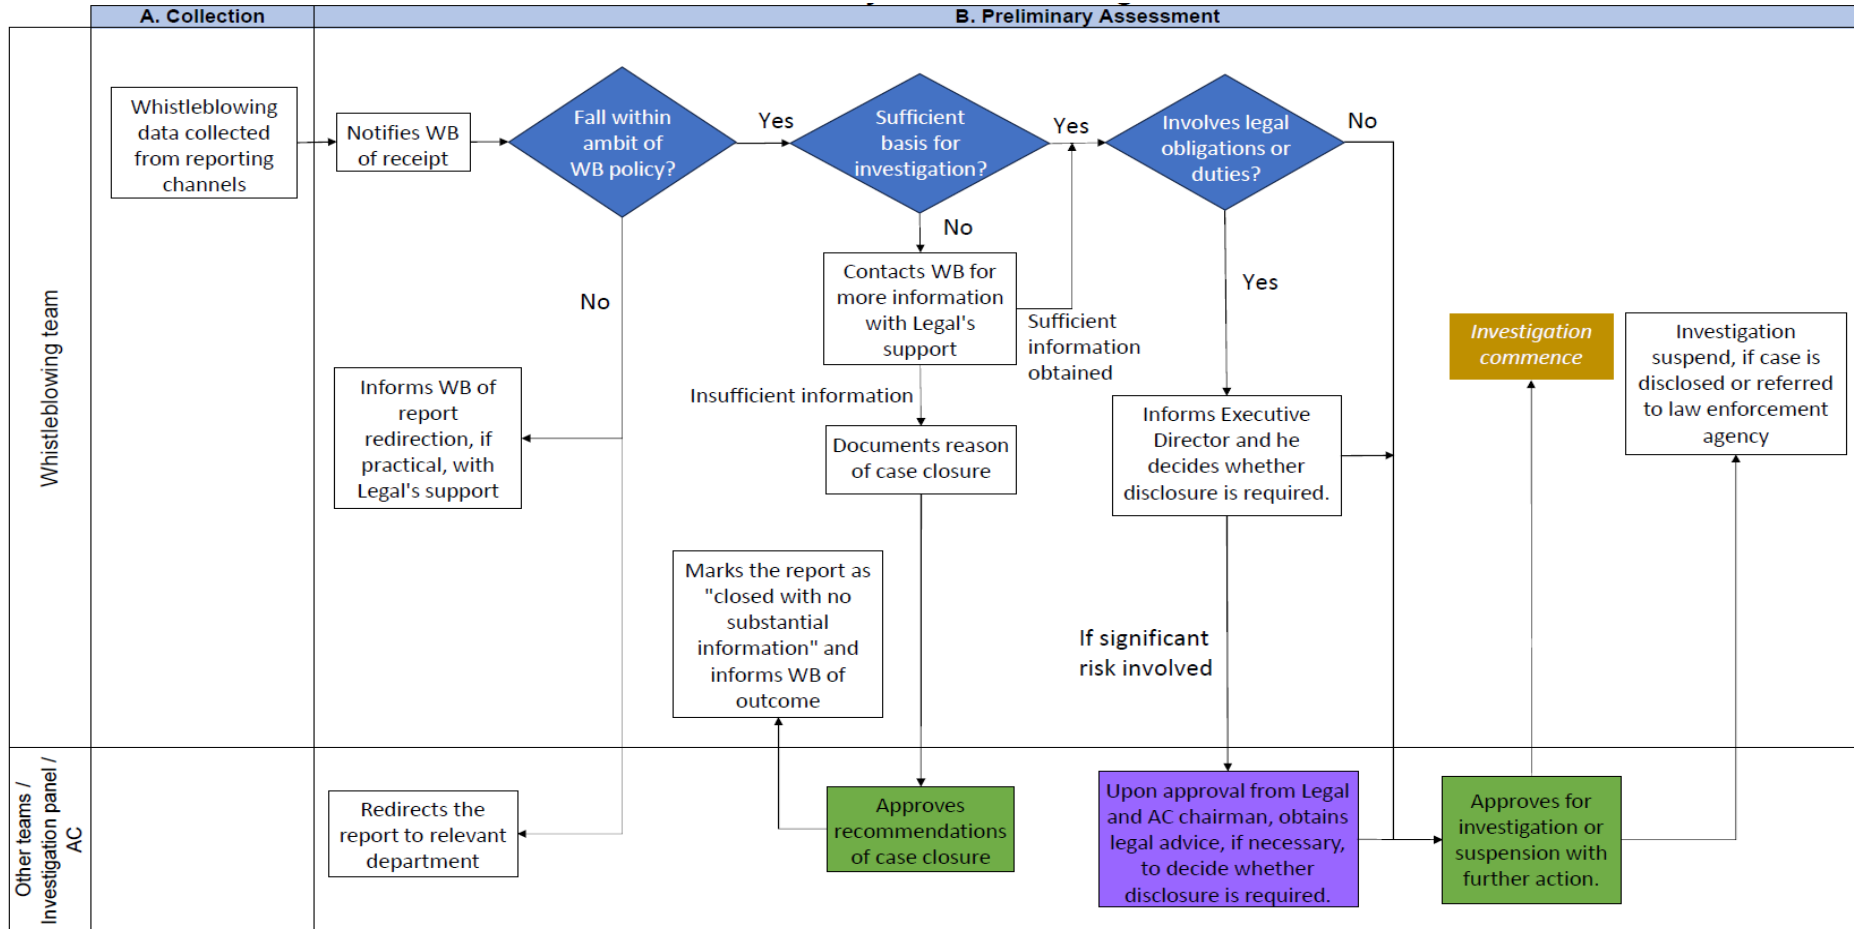 A. Collection
B. Preliminary Assessment
Whistleblowing team
Whistleblowing
data collected
from reporting
channels
Notifies WB
of receipt
Fall within
ambit of
WB policy?
Yes
Sufficient
basis for
investigation?
Yes
Involves legal
obligations or
duties?
No
No
No
Yes
Contacts WB for
more information
with Legal's
support
Sufficient
information
obtained
Investigation
commence
Investigation
suspend, if case is
disclosed or referred
to law enforcement
agency
Informs WB of
report
redirection, if
practical, with
Legal's support
Insufficient information
Documents reason
of case closure
Informs Executive
Director and he
decides whether
disclosure is required.
Marks the report as
"closed with no
substantial
information" and
informs WB of
outcome
If significant
risk involved
Other teams /
Investigation panel /
AC
Redirects the
report to relevant
department
Approves
recommendations
of case closure
Upon approval from Legal
and AC chairman, obtains
legal advice, if necessary,
to decide whether
disclosure is required.
Approves for
investigation or
suspension with
further action.